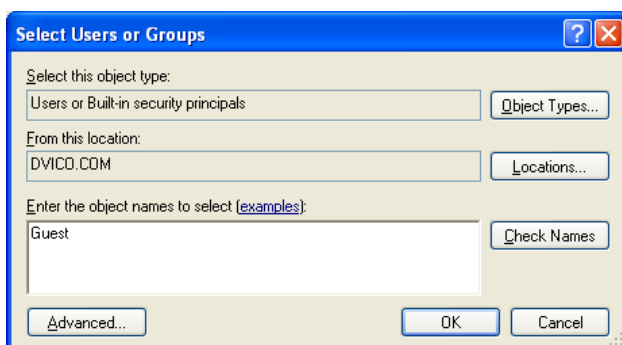 Select Users or Groups
Select this object type:
Users or Built-in security principals
Object Types...
From this location:
DVICO.COM
Locations...
Enter the object names to select (examples):
Guest
Check Names
Advanced...
OK
Cancel